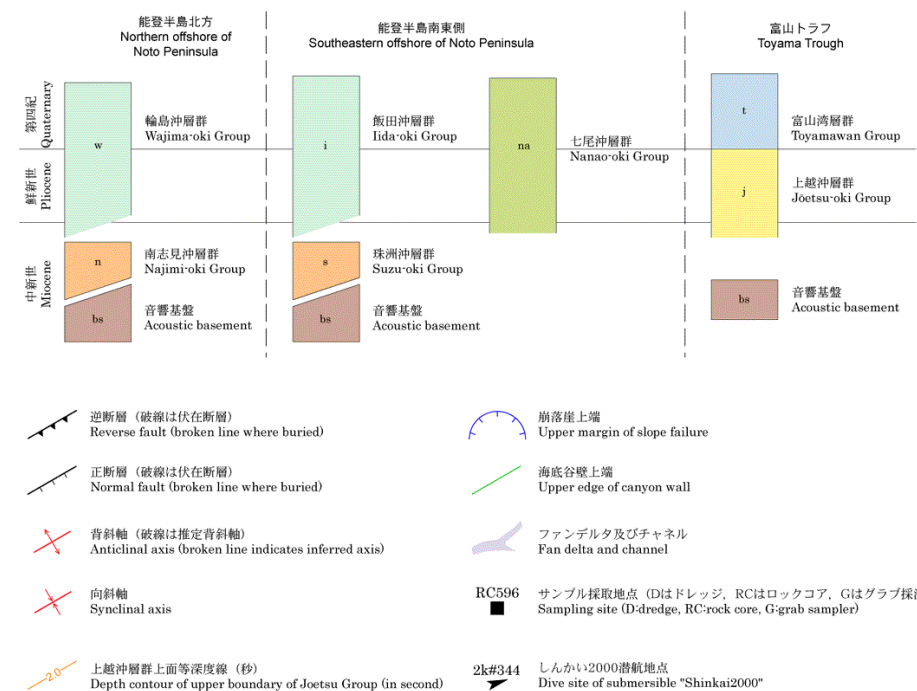 能登半島北方
Northern offshore of
Noto Peninsula
能登半島南東側
Southeastern offshore of Noto Peninsula
富山トラフ
Toyama Trough
第四紀
Quaternary
鮮新世
Pliocene
中新世
Miocene
w
輪島沖層群
Wajima-oki Group
i
飯田沖層群
Iida-oki Group
na
七尾沖層群
Nanao-oki Group
t
富山湾層群
Toyamawan Group
j
上越沖層群
Jōetsu-oki Group
n
南志見沖層群
Najimi-oki Group
s
珠洲沖層群
Suzu-oki Group
bs
音響基盤
Acoustic basement
bs
音響基盤
Acoustic basement
bs
音響基盤
Acoustic basement
逆断層（破線は伏在断層）
Reverse fault (broken line where buried)
正断層（破線は伏在断層）
Normal fault (broken line where buried)
背斜軸（破線は推定背斜軸）
Anticlinal axis (broken line indicates inferred axis)
向斜軸
Synclinal axis
2.0
上越沖層群上面等深度線（秒）
Depth contour of upper boundary of Joetsu Group (in second)
崩落崖上端
Upper margin of slope failure
海底谷壁上端
Upper edge of canyon wall
ファンデルタ及びチャネル
Fan delta and channel
RC596
サンプル採取地点（Dはドレッジ，RCはロックコア，Gはグラブ採
Sampling site (D:dredge, RC:rock core, G:grab sampler)
2k#344
しんかい2000潜航地点
Dive site of submersible "Shinkai2000"